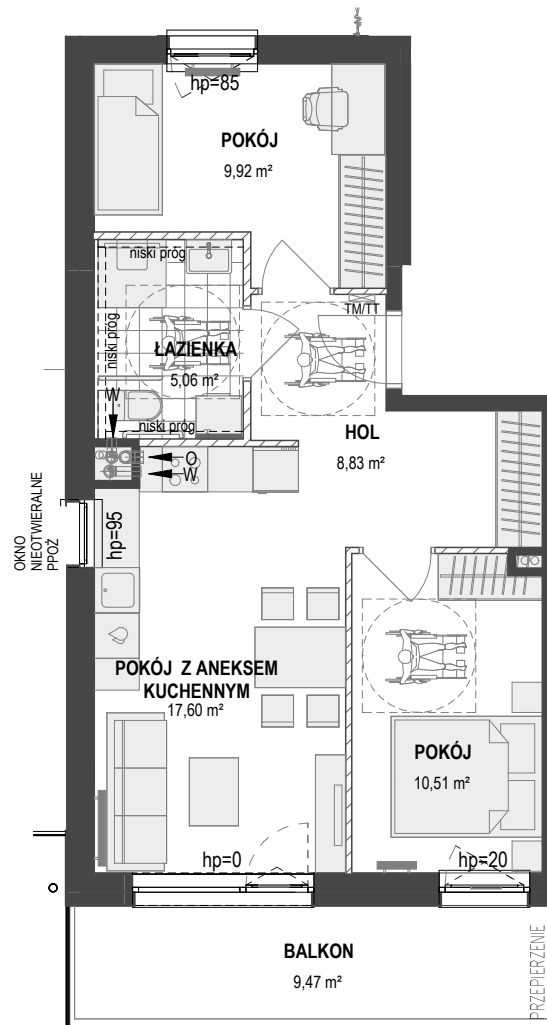 hp=85
POKÓJ
9,92 m²
niski próg
TM/TT
niski próg
ŁAZIENKA
5,06 m²
W
niski próg
HOL
8,83 m²
O
W
OKNO
NIEOTWIERALNE
PPOŻ
hp=95
POKÓJ Z ANEKSEM
KUCHENNYM
17,60 m²
POKÓJ
10,51 m²
hp=0
hp=20
BALKON
9,47 m²
PRZEPIERZENIE